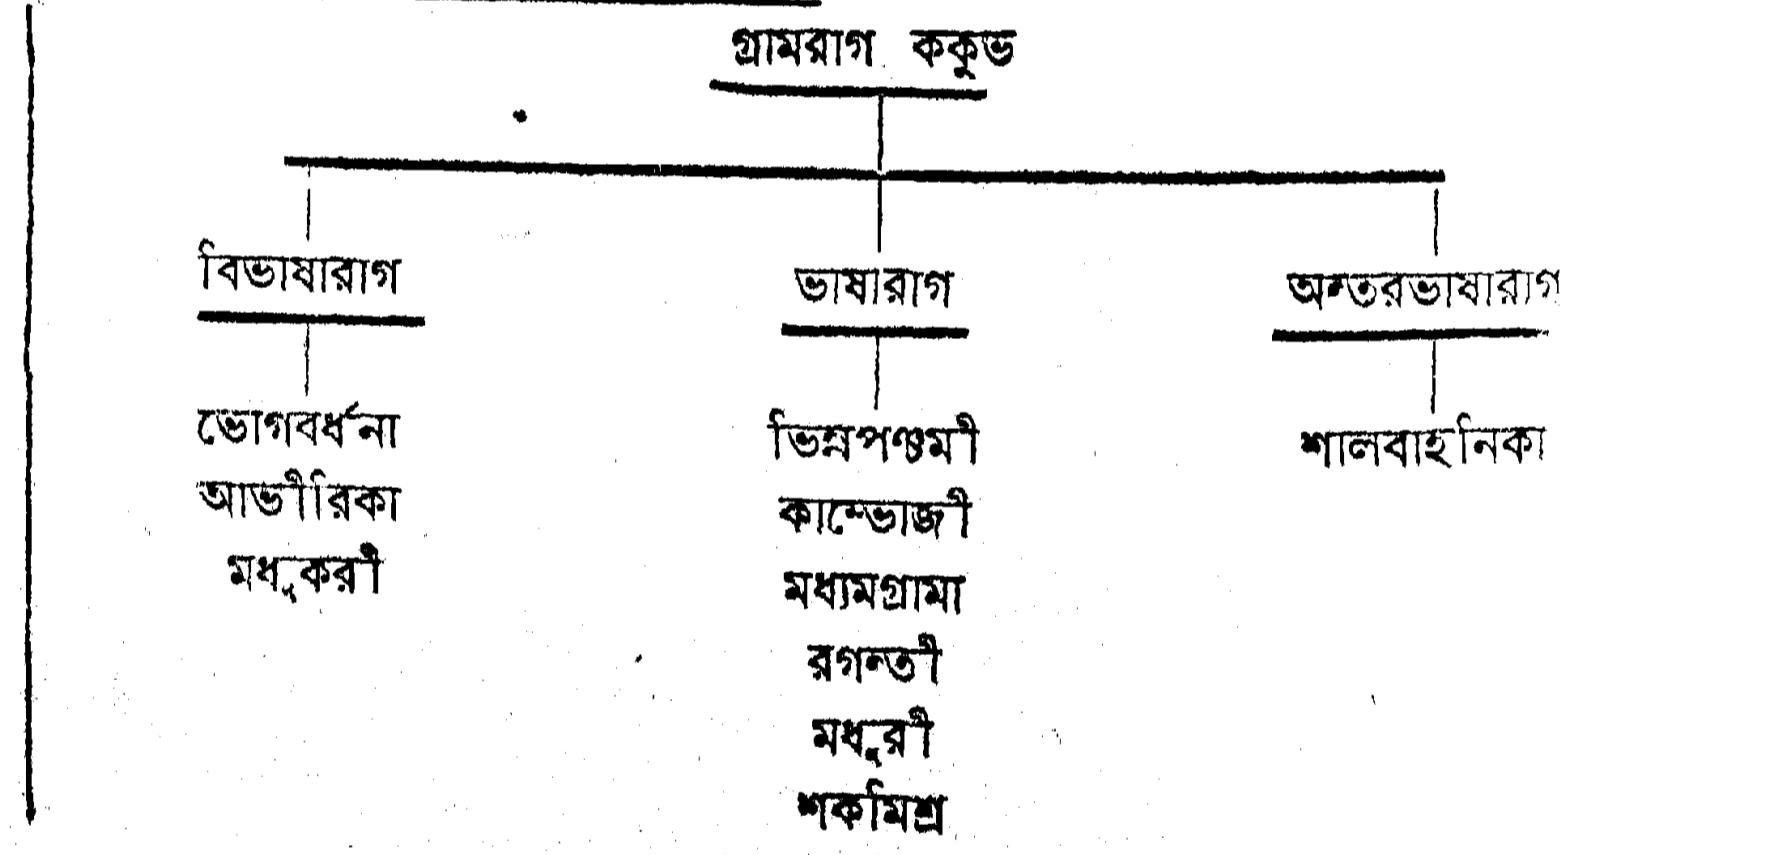 গ্রামরাগ ককুভ
বিভাষারাগ
ভাষারাগ
অন্তরভাষারাগ
ভোগবর্ধনা
আভীরিকা
মধুকরী
ভিন্নপঞ্চমী
কাম্ভোজী
মধ্যমগ্রামা
রগন্তী
মধুরী
শকমিশ্র
শালবাহনিকা